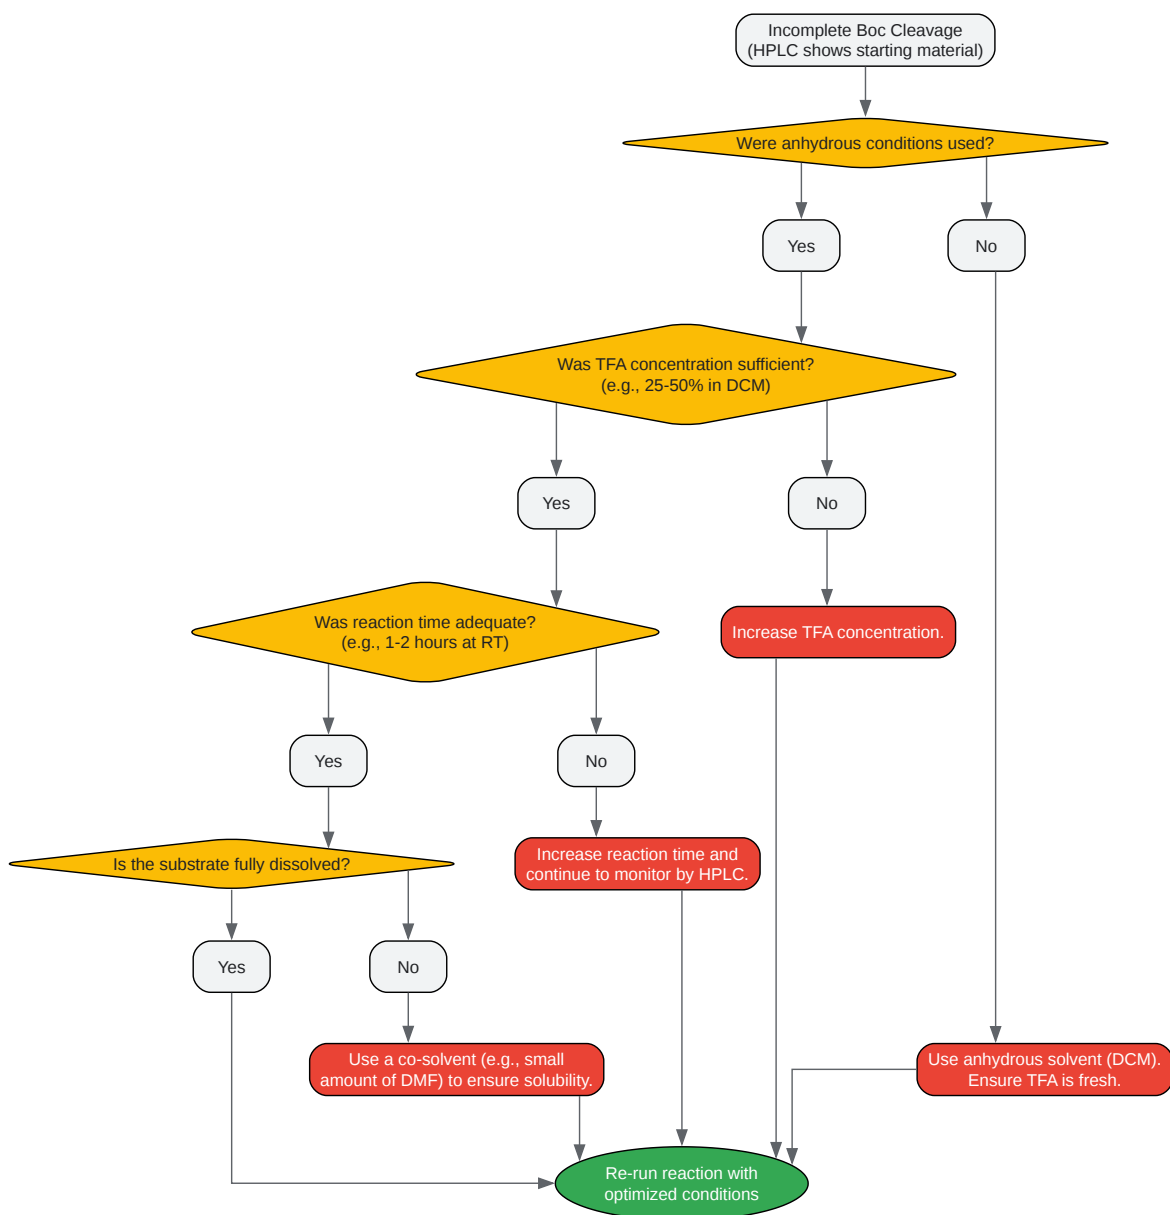 Incomplete Boc Cleavage
(HPLC shows starting material)
Were anhydrous conditions used?
Yes
No
Was TFA concentration sufficient?
(e.g., 25-50% in DCM)
Yes
No
Was reaction time adequate?
(e.g., 1-2 hours at RT)
Increase TFA concentration.
Yes
No
Is the substrate fully dissolved?
Increase reaction time and
continue to monitor by HPLC.
Yes
No
Use a co-solvent (e.g., small
amount of DMF) to ensure solubility.
Use anhydrous solvent (DCM).
Ensure TFA is fresh.
Re-run reaction with
optimized conditions